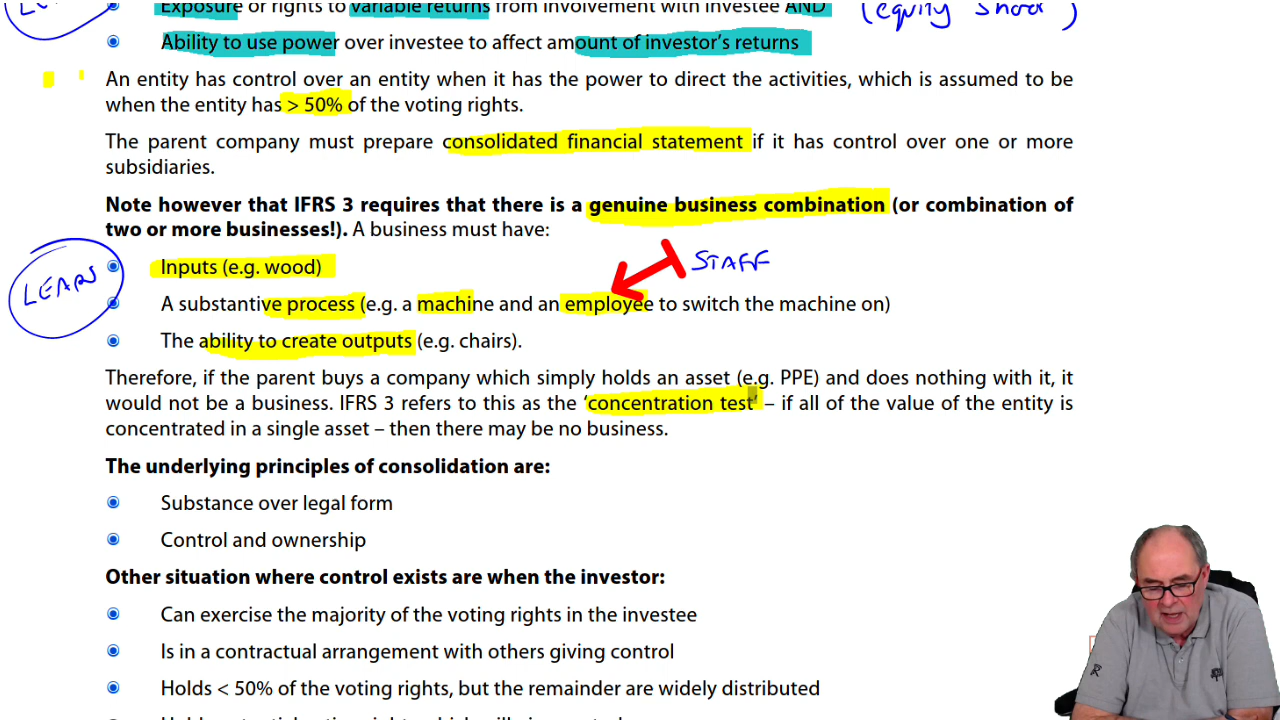 Exposure or rights to variable returns from involvement with investee AND (equity
Ability to use power over investee to affect amount of investor's returns
An entity has control over an entity when it has the power to direct the activities, which is assumed to be
when the entity has > 50% of the voting rights.
The parent company must prepare consolidated financial statement if it has control over one or more
subsidiaries.
Note however that IFRS 3 requires that there is a genuine business combination (or combination of
two or more businesses!). A business must have:
STAFF
Inputs (e.g. wood)
LEARN
A substantive process (e.g. a machine and an employee to switch the machine on)
The ability to create outputs (e.g. chairs).
Therefore, if the parent buys a company which simply holds an asset (e.g. PPE) and does nothing with it, it
would not be a business. IFRS 3 refers to this as the ‘concentration test’ – if all of the value of the entity is
concentrated in a single asset – then there may be no business.
The underlying principles of consolidation are:
Substance over legal form
Control and ownership
Other situation where control exists are when the investor:
Can exercise the majority of the voting rights in the investee
Is in a contractual arrangement with others giving control
Holds < 50% of the voting rights, but the remainder are widely distributed